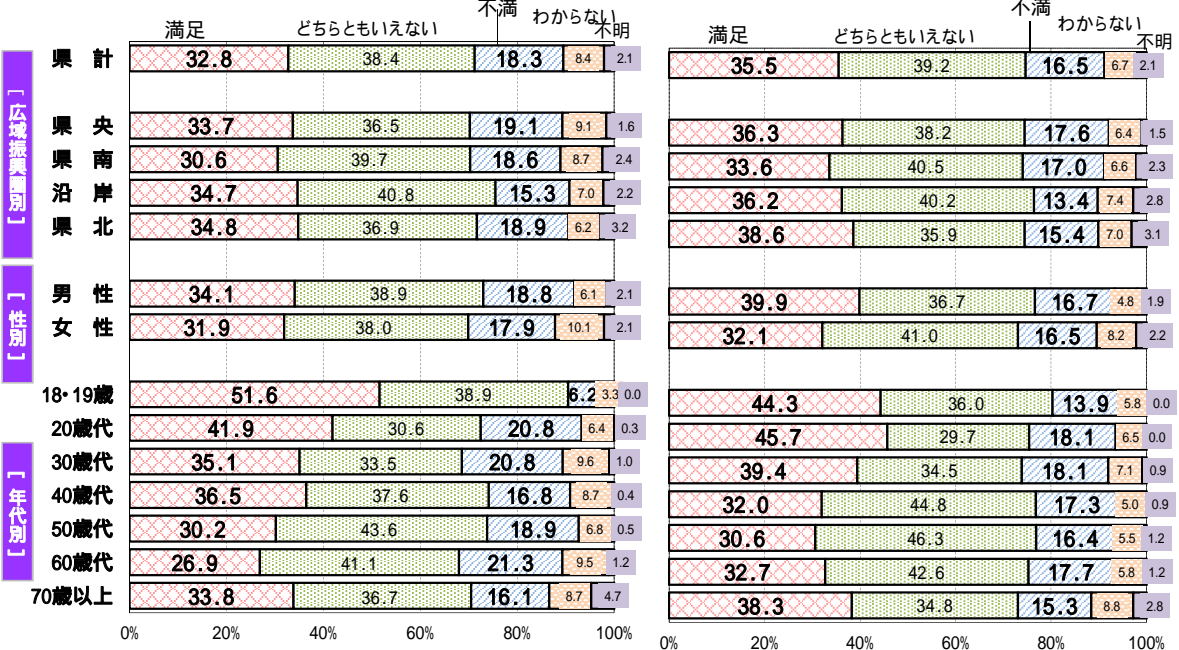 不満 わからない
満足 どちらともいえない 不明
不満 わからない
満足 どちらともいえない 不明
[広域振興圏別]
県 計 32.8 38.4 18.3 8.4 2.1
35.5 39.2 16.5 6.7 2.1
県 央 33.7 36.5 19.1 9.1 1.6
36.3 38.2 17.6 6.4 1.5
県 南 30.6 39.7 18.6 8.7 2.4
33.6 40.5 17.0 6.6 2.3
沿 岸 34.7 40.8 15.3 7.0 2.2
36.2 40.2 13.4 7.4 2.8
県 北 34.8 36.9 18.9 6.2 3.2
38.6 35.9 15.4 7.0 3.1
[性別]
男 性 34.1 38.9 18.8 6.1 2.1
39.9 36.7 16.7 4.8 1.9
女 性 31.9 38.0 17.9 10.1 2.1
32.1 41.0 16.5 8.2 2.2
[年代別]
18・19歳 51.6 38.9 6.2 3.3 0.0
44.3 36.0 13.9 5.8 0.0
20歳代 41.9 30.6 20.8 6.4 0.3
45.7 29.7 18.1 6.5 0.0
30歳代 35.1 33.5 20.8 9.6 1.0
39.4 34.5 18.1 7.1 0.9
40歳代 36.5 37.6 16.8 8.7 0.4
32.0 44.8 17.3 5.0 0.9
50歳代 30.2 43.6 18.9 6.8 0.5
30.6 46.3 16.4 5.5 1.2
60歳代 26.9 41.1 21.3 9.5 1.2
32.7 42.6 17.7 5.8 1.2
70歳以上 33.8 36.7 16.1 8.7 4.7
38.3 34.8 15.3 8.8 2.8
0% 20% 40% 60% 80% 100%
0% 20% 40% 60% 80% 100%